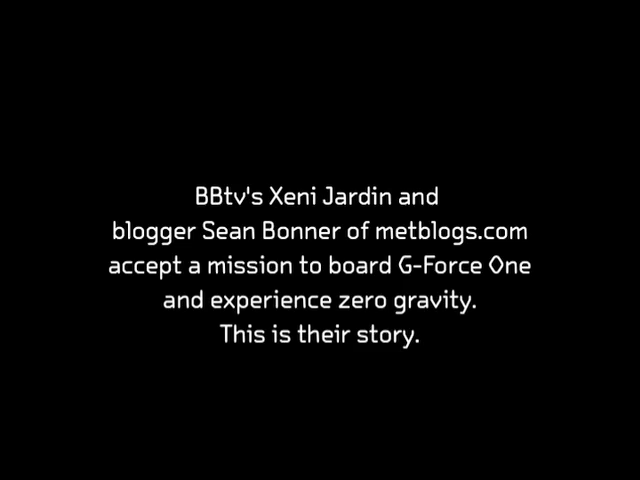 BBtv's Xeni Jardin and
blogger Sean Bonner of metblogs.com
accept a mission to board G-Force One
and experience zero gravity.
This is their story.